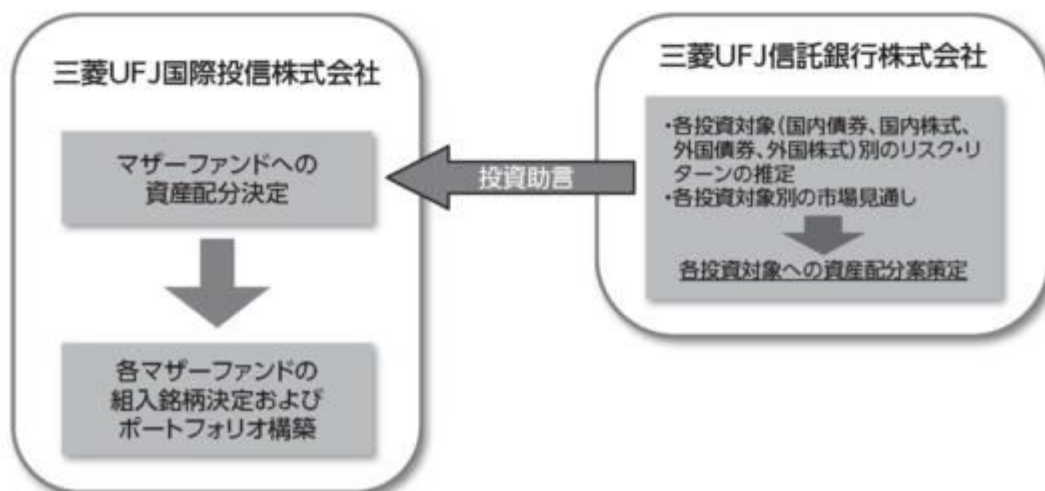 三菱UFJ国際投信株式会社
マザーファンドへの
資産配分決定
各マザーファンドの
組入銘柄決定および
ポートフォリオ構築
投資助言
三菱UFJ信託銀行株式会社
・各投資対象(国内債券、国内株式、
外国債券、外国株式)別のリスク・リ
ターンの推定
・各投資対象別の市場見通し
各投資対象への資産配分案策定